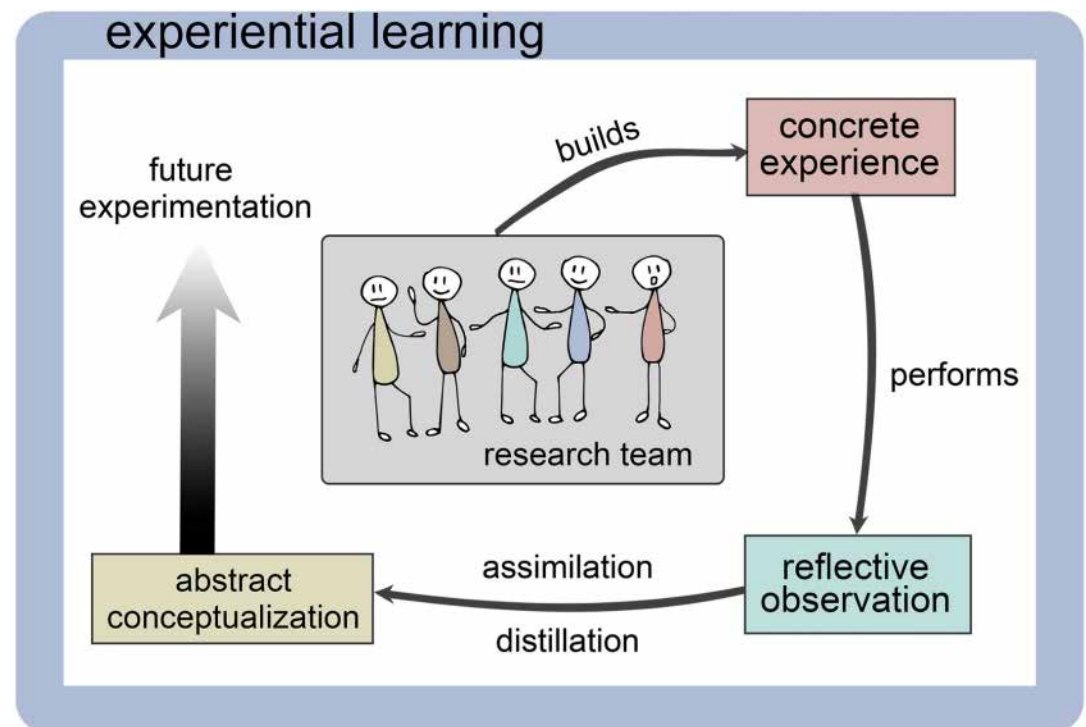 experiential learning
builds
concrete
experience
future
experimentation
performs
research team
assimilation
distillation
reflective
observation
abstract
conceptualization